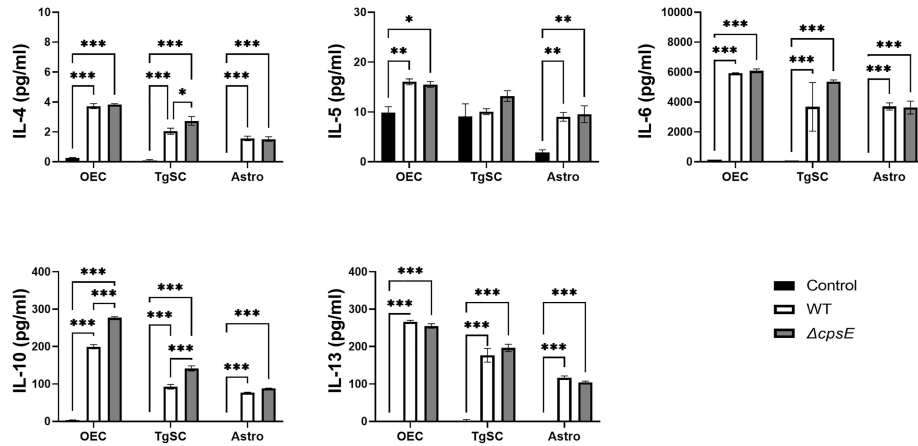 IL-4 (pg/ml)
10
8
6
4
2
0
***
***
***
***
*
***
***
OEC
TgSC
Astro
IL-5 (pg/ml)
30
20
10
0
*
**
**
**
OEC
TgSC
Astro
IL-6 (pg/ml)
10000
8000
6000
4000
2000
0
***
***
***
***
***
***
OEC
TgSC
Astro
IL-10 (pg/ml)
400
300
200
100
0
***
***
***
***
***
***
***
***
OEC
TgSC
Astro
IL-13 (pg/ml)
400
300
200
100
0
***
***
***
***
***
***
OEC
TgSC
Astro
Control
WT
ΔcpsE